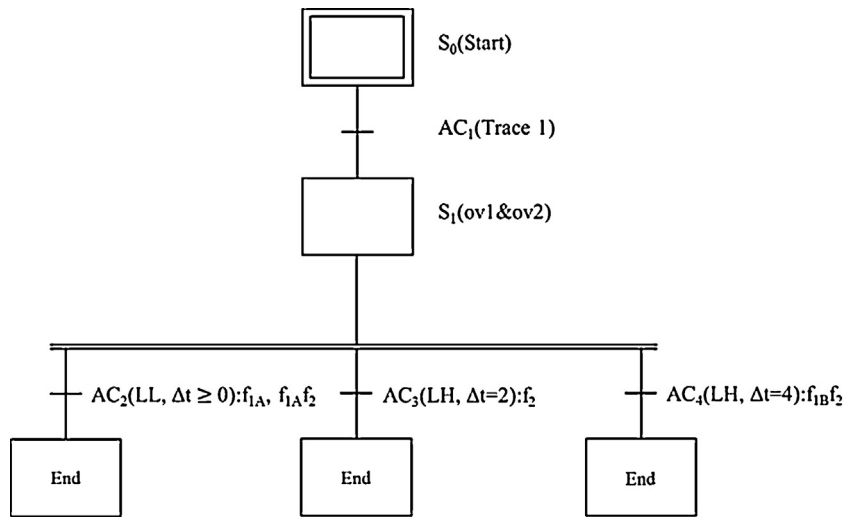 S₀(Start)
AC₁(Trace 1)
S₁(ov1&ov2)
AC₂(LL, Δt ≥ 0):f₁A, f₁Af₂
AC₃(LH, Δt=2):f₂
AC₄(LH, Δt=4):f₁Bf₂
End
End
End